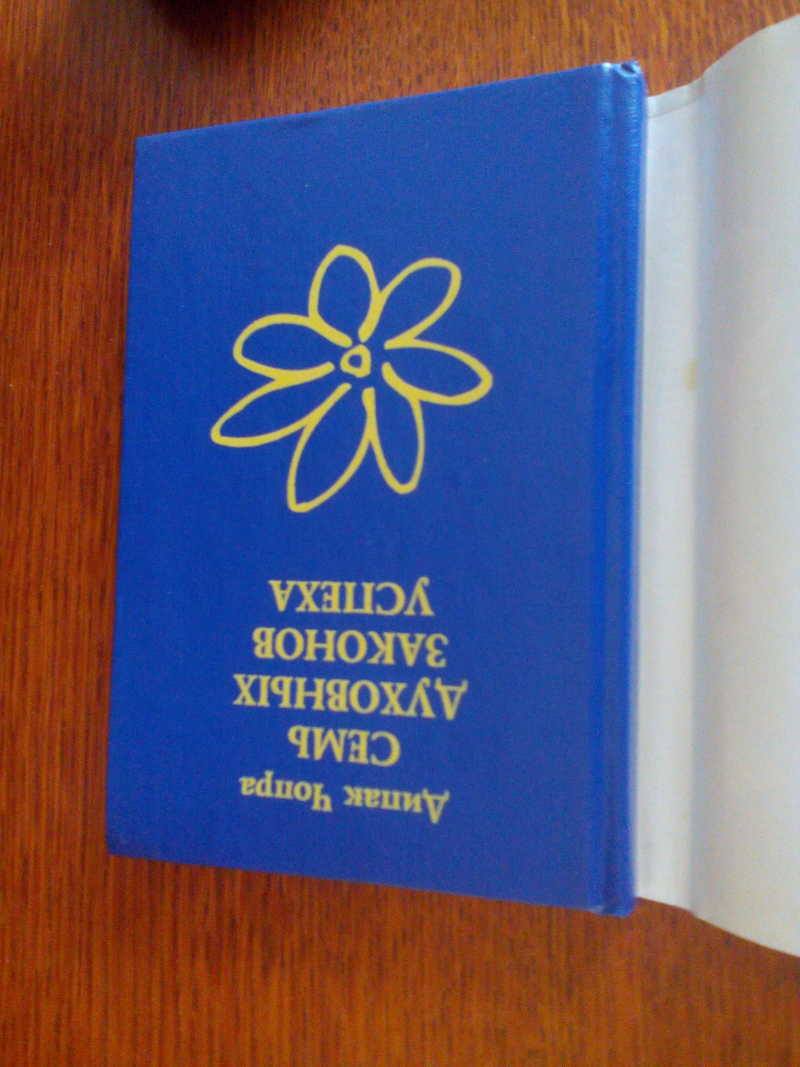 Дипак Чопра
СЕМЬ
ДУХОВНЫХ
ЗАКОНОВ
УСПЕХА